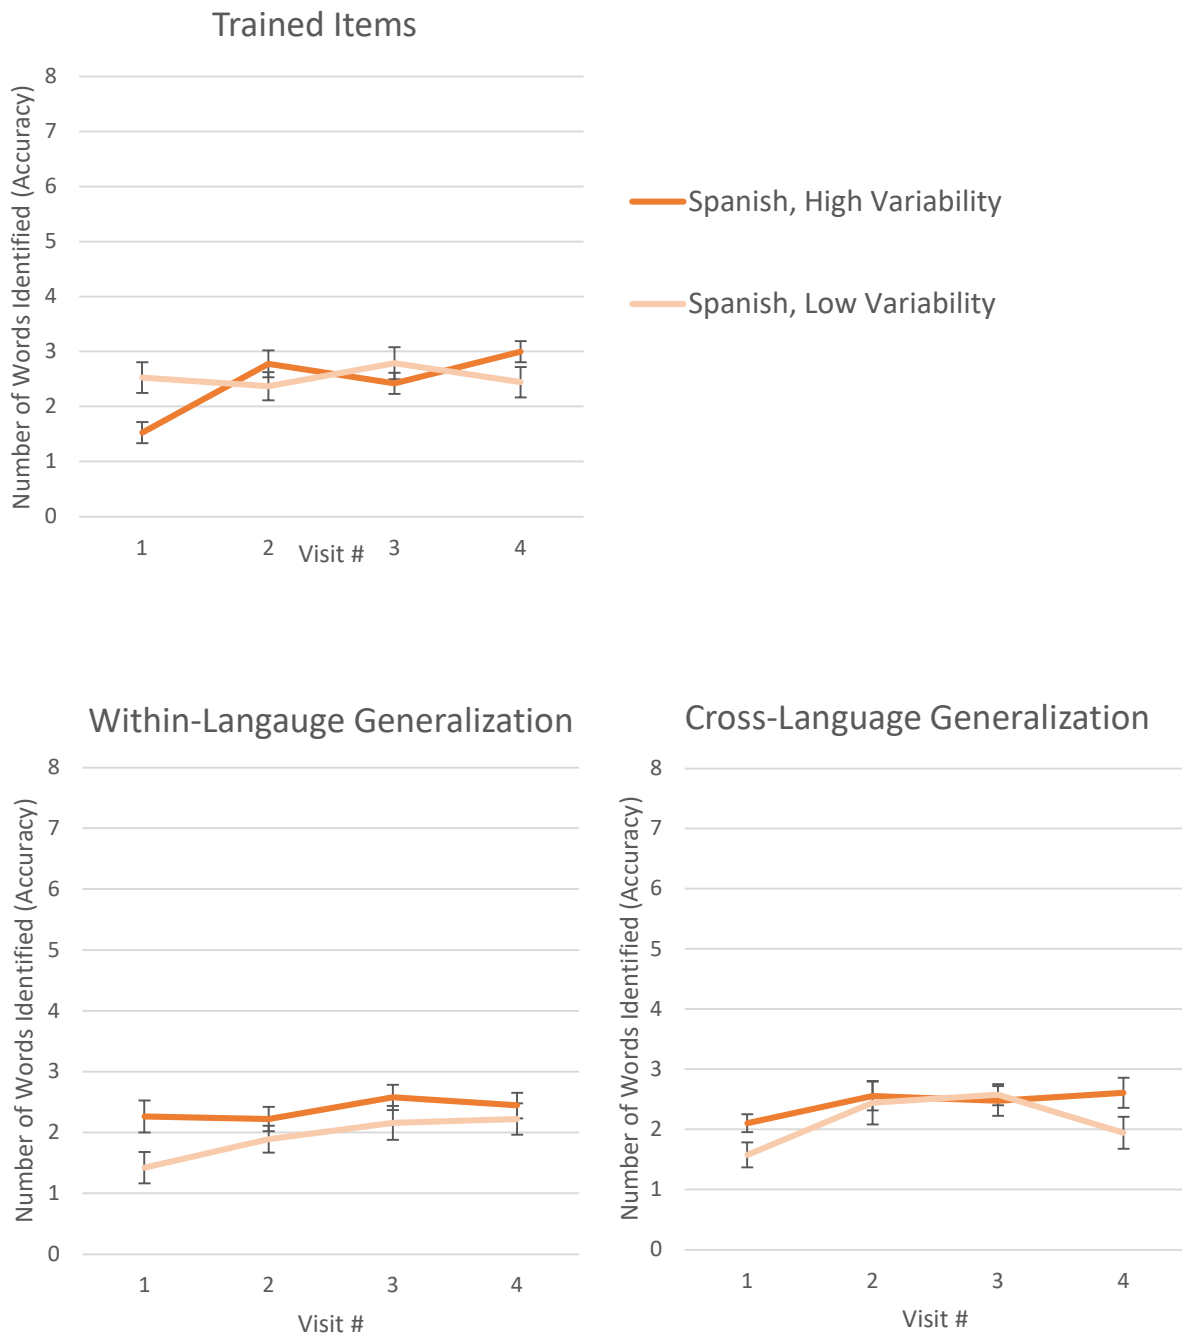 Trained Items
Number of Words Identified (Accuracy)
8
7
6
5
4
3
2
1
0
1 2 3 4
Visit #
Spanish, High Variability
Spanish, Low Variability
Within-Langauge Generalization
Number of Words Identified (Accuracy)
8
7
6
5
4
3
2
1
0
1 2 3 4
Visit #
Cross-Language Generalization
Number of Words Identified (Accuracy)
8
7
6
5
4
3
2
1
0
1 2 3 4
Visit #